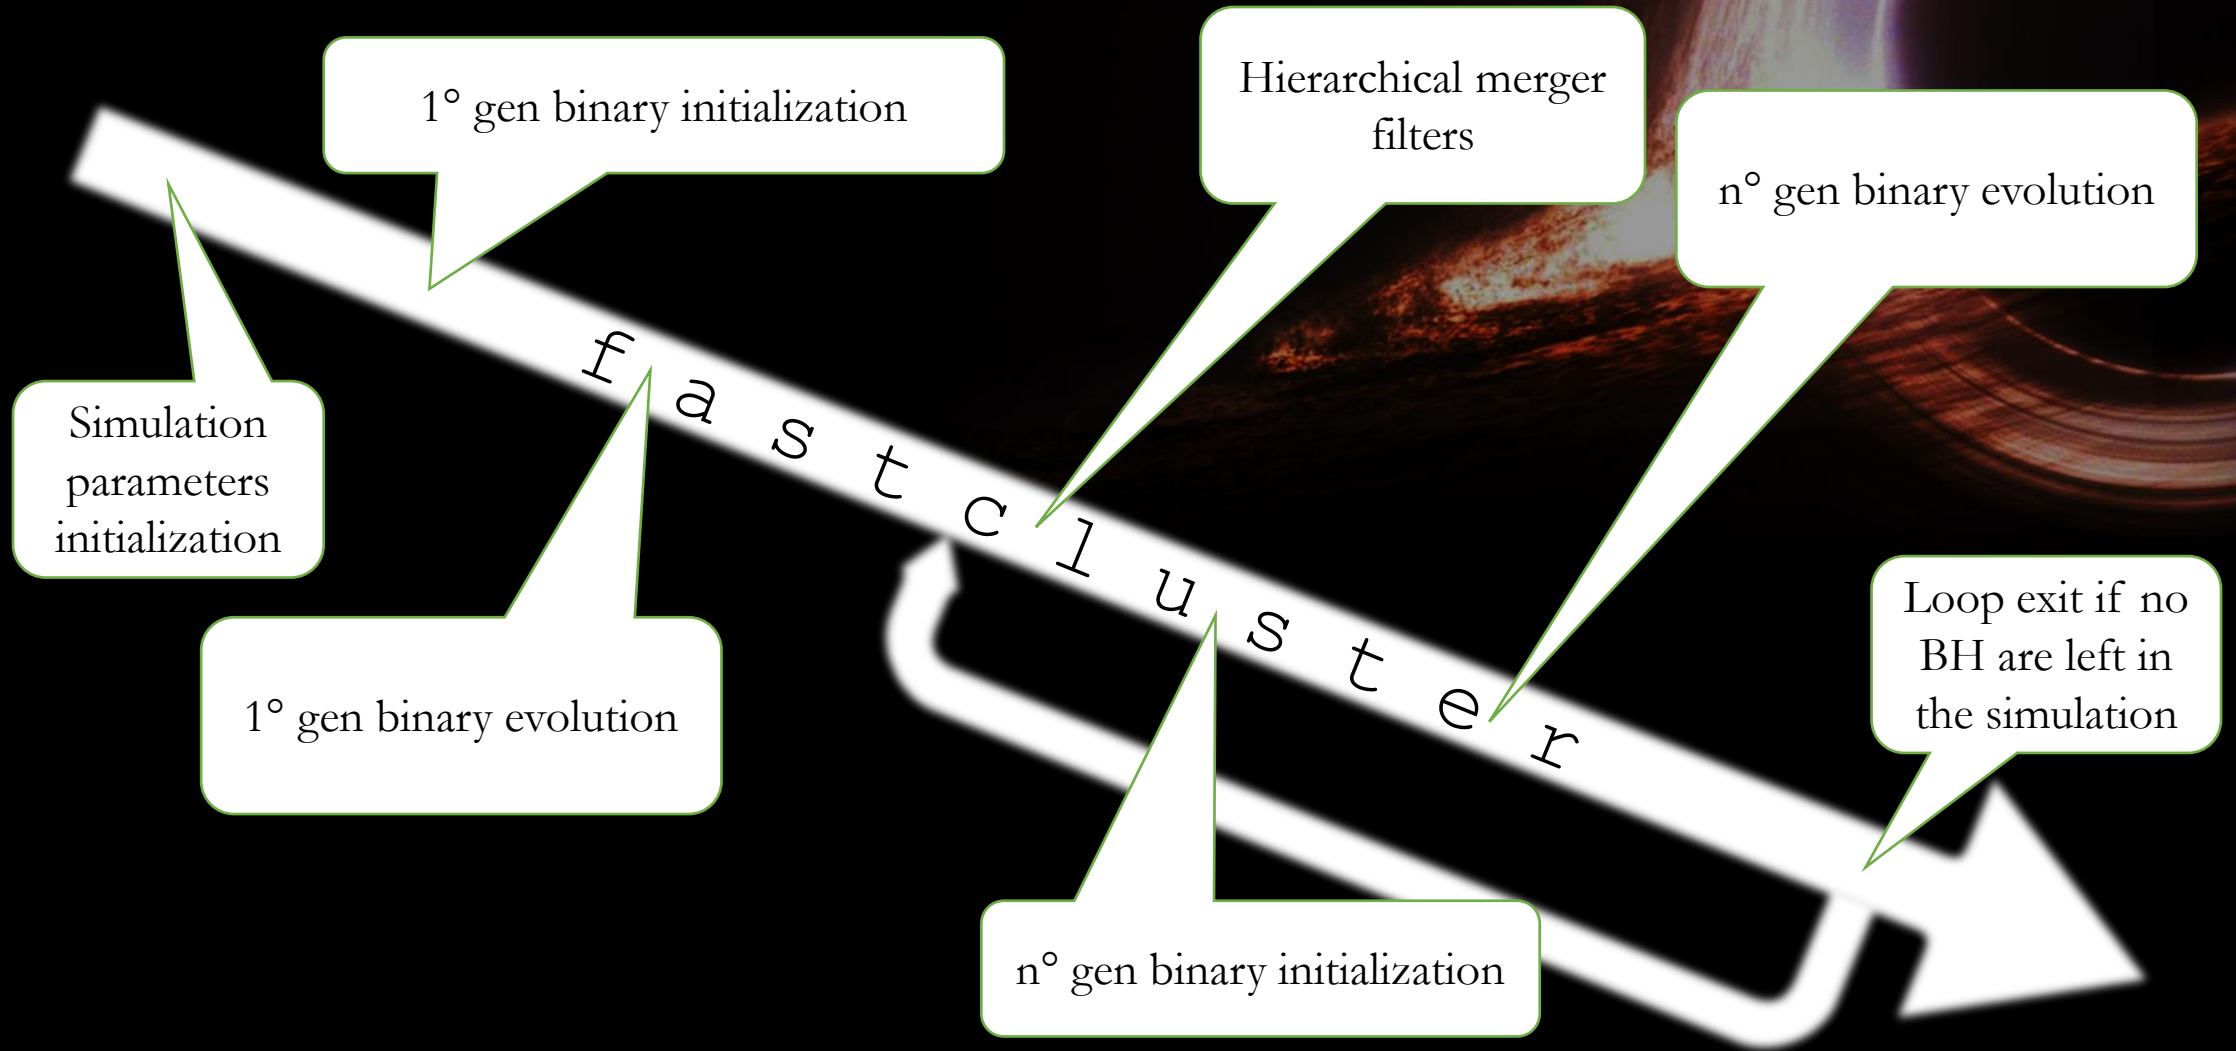 1° gen binary initialization
Hierarchical merger
filters
n° gen binary evolution
Simulation
parameters
initialization
fastcluster
1° gen binary evolution
Loop exit if no
BH are left in
the simulation
n° gen binary initialization